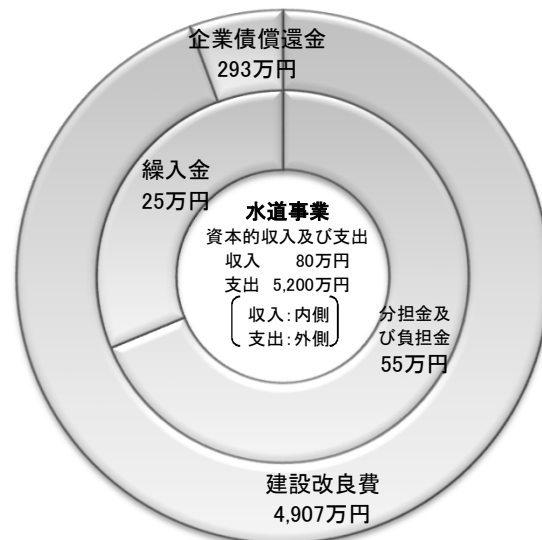 企業債償還金
293万円
繰入金
25万円
水道事業
資本的収入及び支出
収入 80万円
支出 5,200万円
収入:内側
支出:外側
分担金及
び負担金
55万円
建設改良費
4,907万円